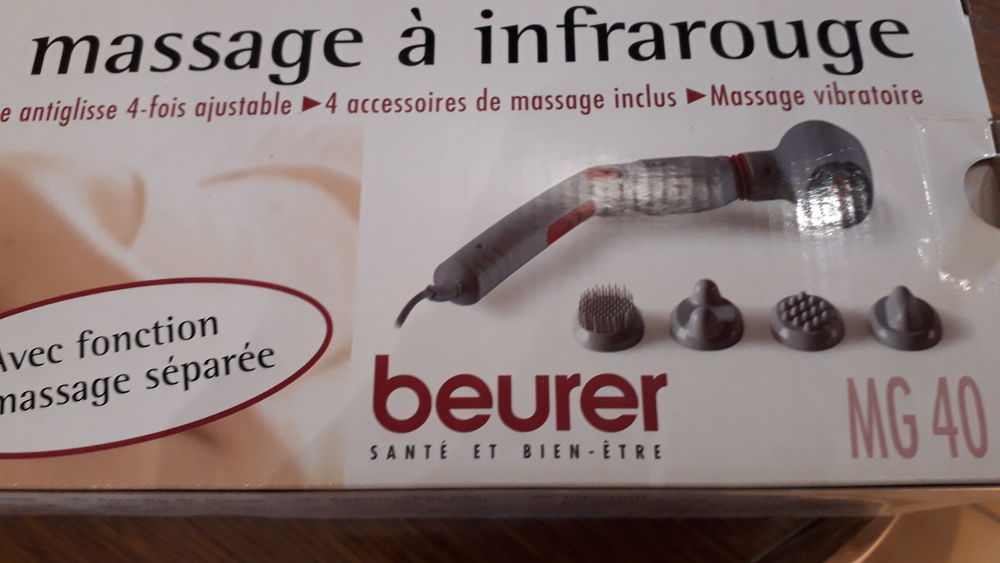 massage à infrarouge
antiglisse 4-fois ajustable ►4 accessoires de massage inclus ►Massage vibratoire
Avec fonction
massage séparée
beurer
SANTÉ ET BIEN-ÊTRE
MG 40